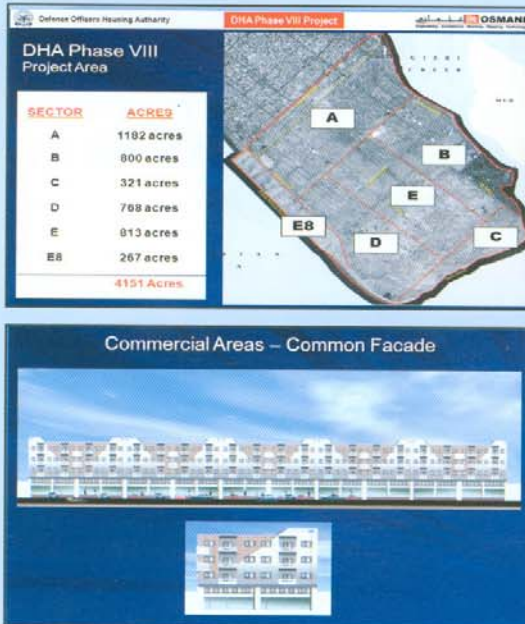 Defense Officers Housing Authority
DHA Phase VIII Project
OSMANI
DHA Phase VIII
Project Area
SECTOR ACRES
A 1182 acres
B 800 acres
C 321 acres
D 768 acres
E 813 acres
E8 267 acres
4151 Acres
A
B
E
E8
D
C
Commercial Areas – Common Facade